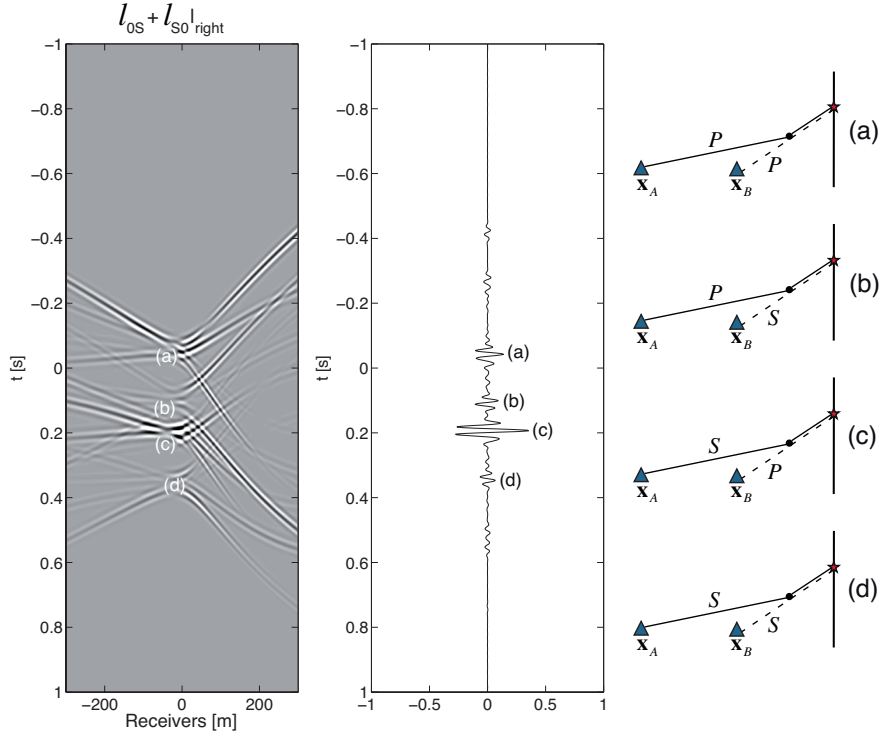 l0S + lS0|right
−1
−0.8
−0.6
−0.4
−0.2
0
0.2
0.4
0.6
0.8
1
t [s]
(a)
(b)
(c)
(d)
−200 0 200
Receivers [m]
−1
−0.8
−0.6
−0.4
−0.2
0
0.2
0.4
0.6
0.8
1
t [s]
(a)
(b)
(c)
(d)
−1 −0.5 0 0.5 1
P
P
xA xB
(a)
P
S
xA xB
(b)
S
P
xA xB
(c)
S
S
xA xB
(d)